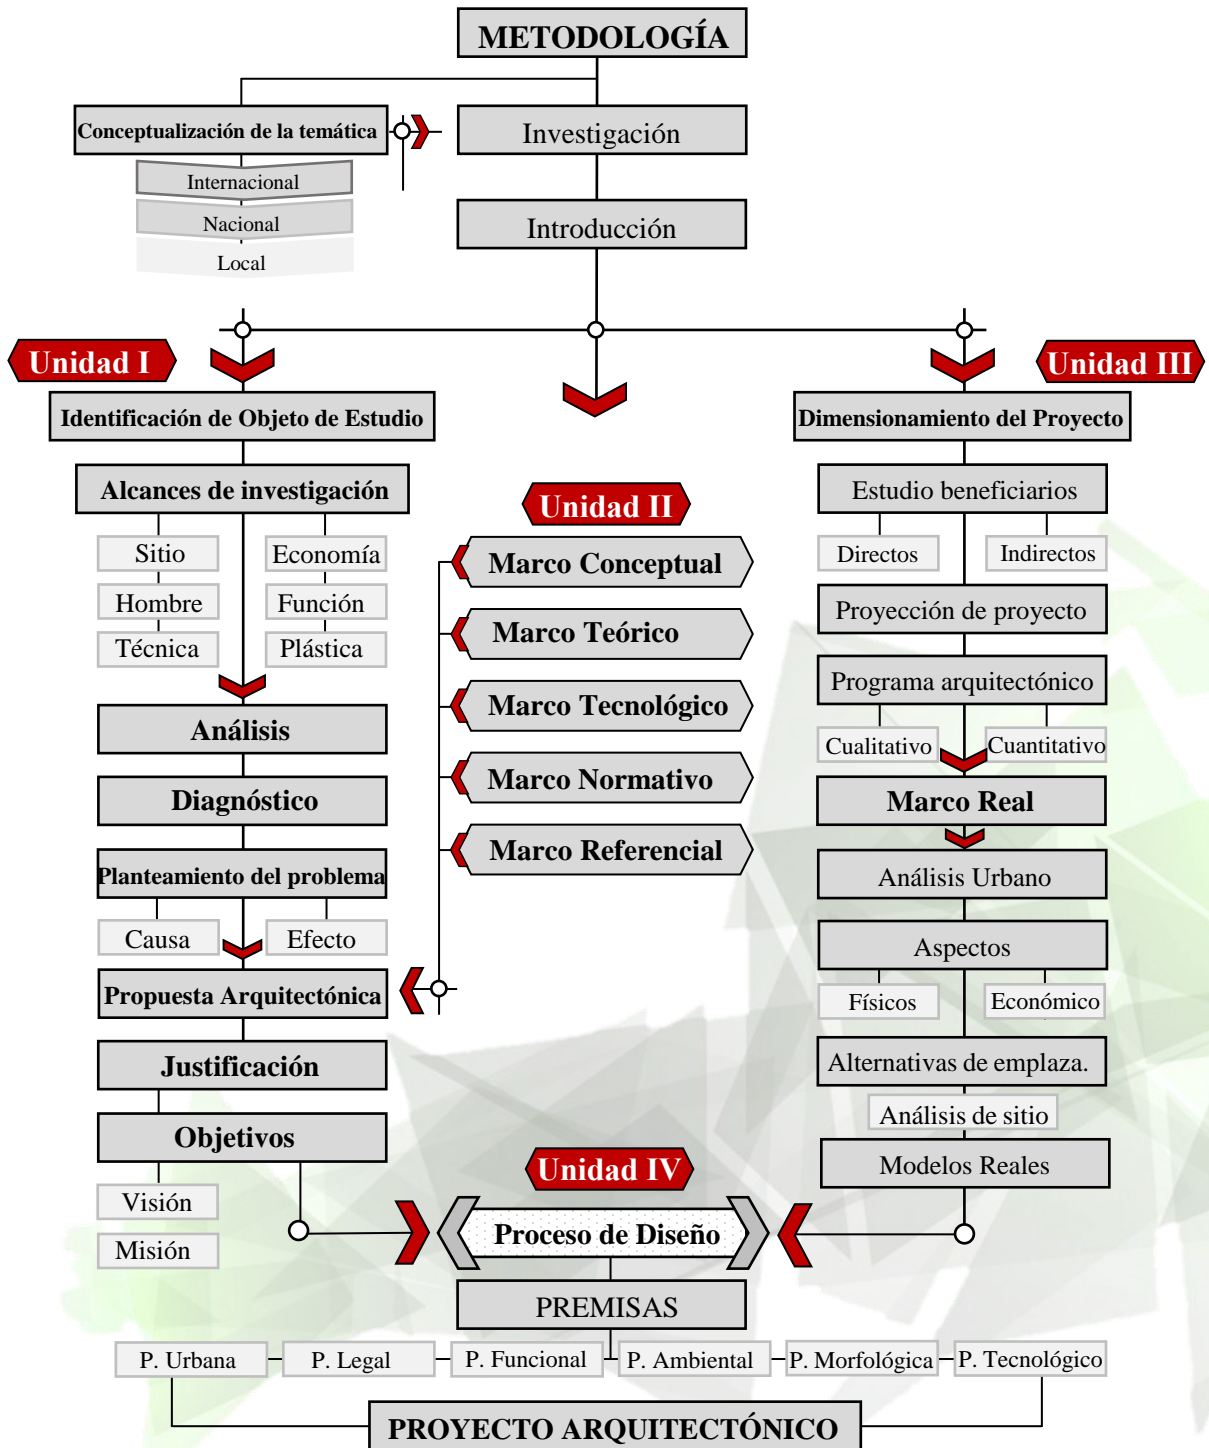 METODOLOGÍA
Conceptualización de la temática
Investigación
Internacional
Nacional
Local
Introducción
Unidad I
Identificación de Objeto de Estudio
Alcances de investigación
Sitio
Economía
Hombre
Función
Técnica
Plástica
Análisis
Diagnóstico
Planteamiento del problema
Causa
Efecto
Propuesta Arquitectónica
Justificación
Objetivos
Visión
Misión
Unidad II
Marco Conceptual
Marco Teórico
Marco Tecnológico
Marco Normativo
Marco Referencial
Unidad III
Dimensionamiento del Proyecto
Estudio beneficiarios
Directos
Indirectos
Proyección de proyecto
Programa arquitectónico
Cualitativo
Cuantitativo
Marco Real
Análisis Urbano
Aspectos
Físicos
Económico
Alternativas de emplaza.
Análisis de sitio
Modelos Reales
Unidad IV
Proceso de Diseño
PREMISAS
P. Urbana
P. Legal
P. Funcional
P. Ambiental
P. Morfológica
P. Tecnológico
PROYECTO ARQUITECTÓNICO